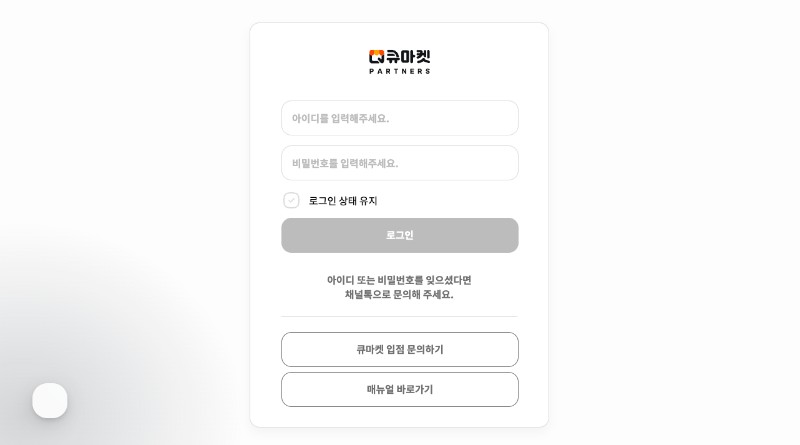 큐마켓
PARTNERS
아이디를 입력해주세요.
비밀번호를 입력해주세요.
로그인 상태 유지
로그인
아이디 또는 비밀번호를 잊으셨다면
채널톡으로 문의해 주세요.
큐마켓 입점 문의하기
매뉴얼 바로가기